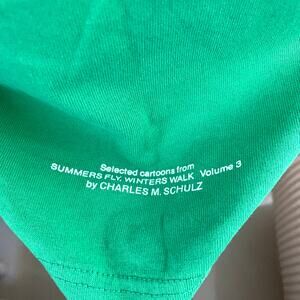 Selected cartoons from
SUMMERS FLY, WINTERS WALK Volume 3
by CHARLES M. SCHULZ